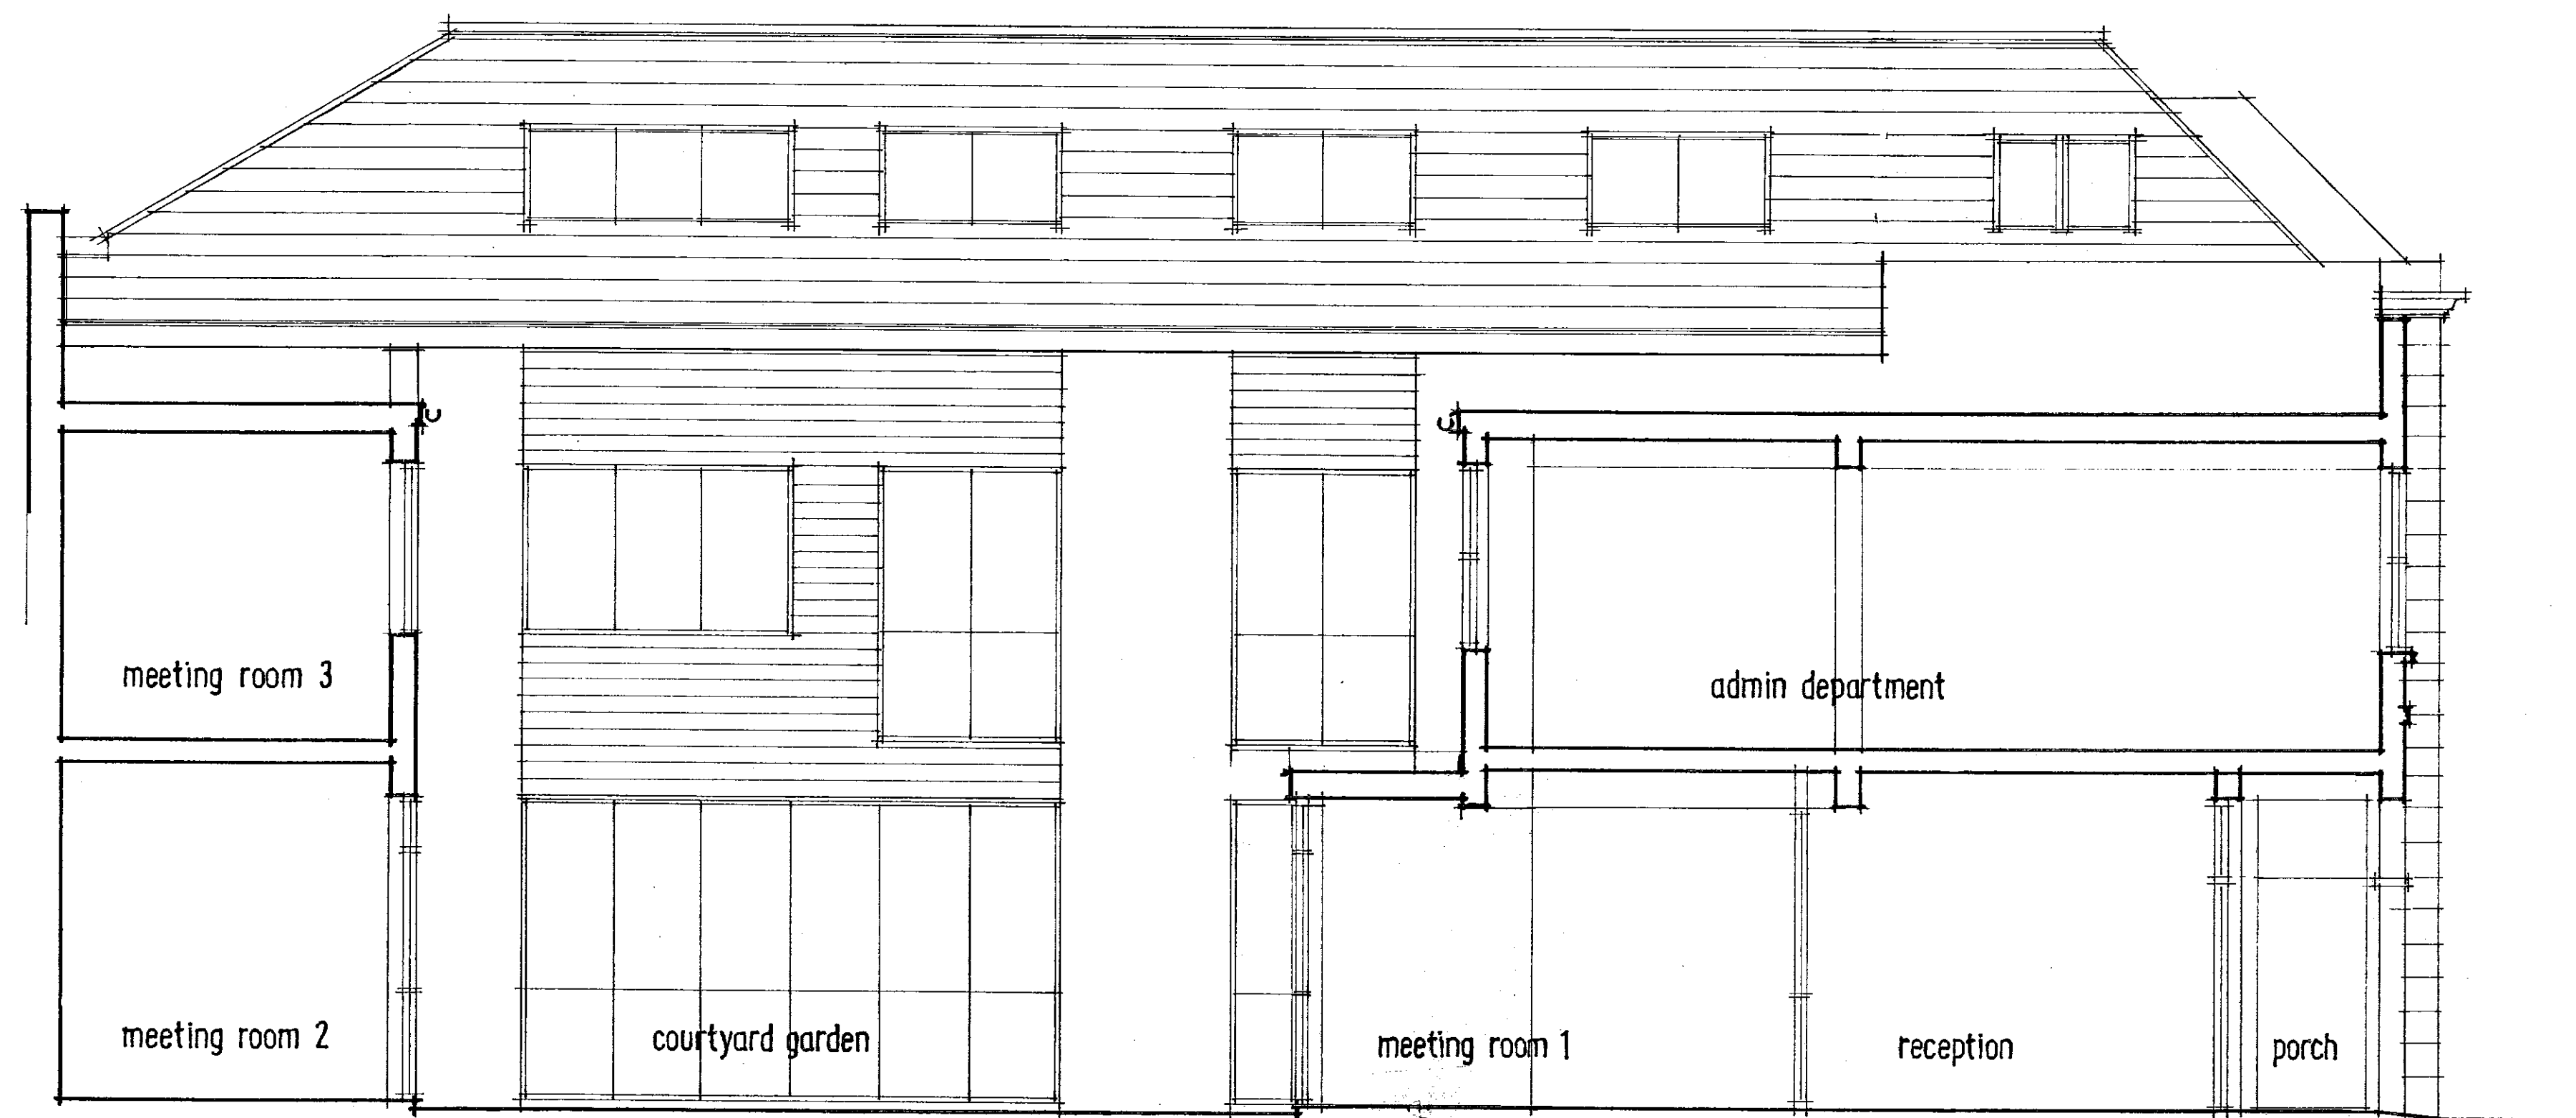 meeting room 3
admin department
meeting room 2
courtyard garden
meeting room 1
reception
porch